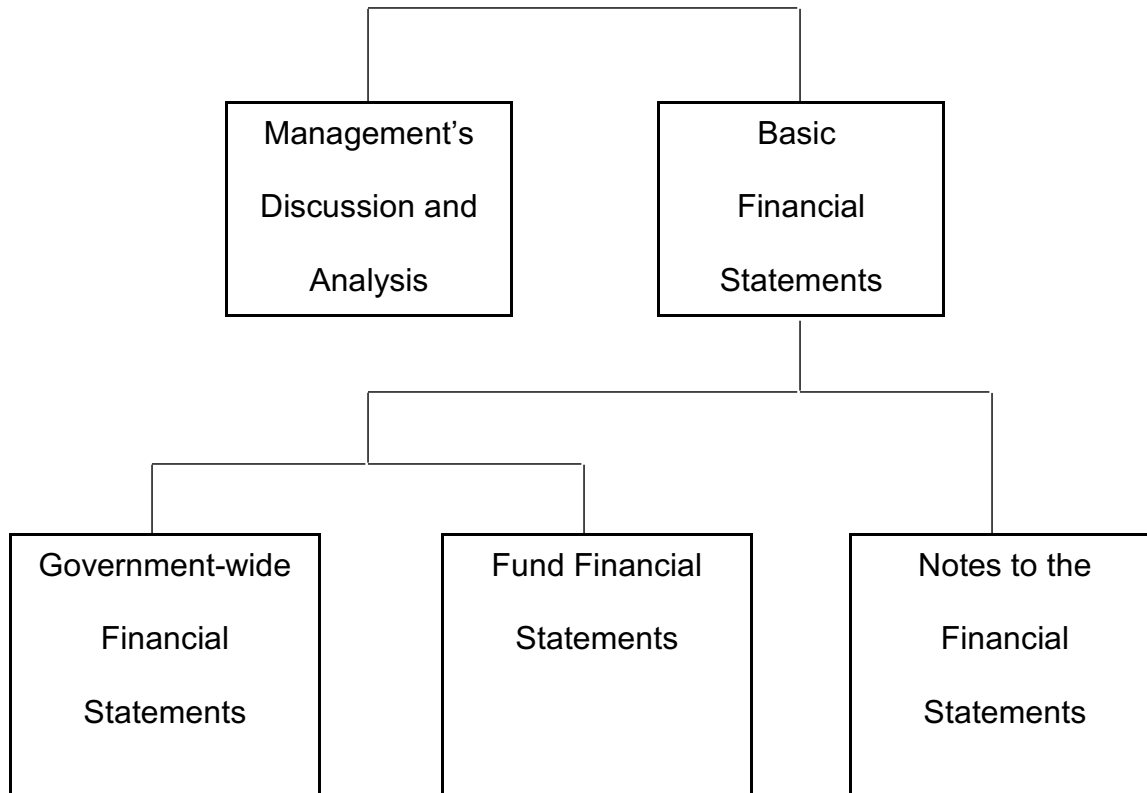 Management’s
Discussion and
Analysis
Basic
Financial
Statements
Government-wide
Financial
Statements
Fund Financial
Statements
Notes to the
Financial
Statements